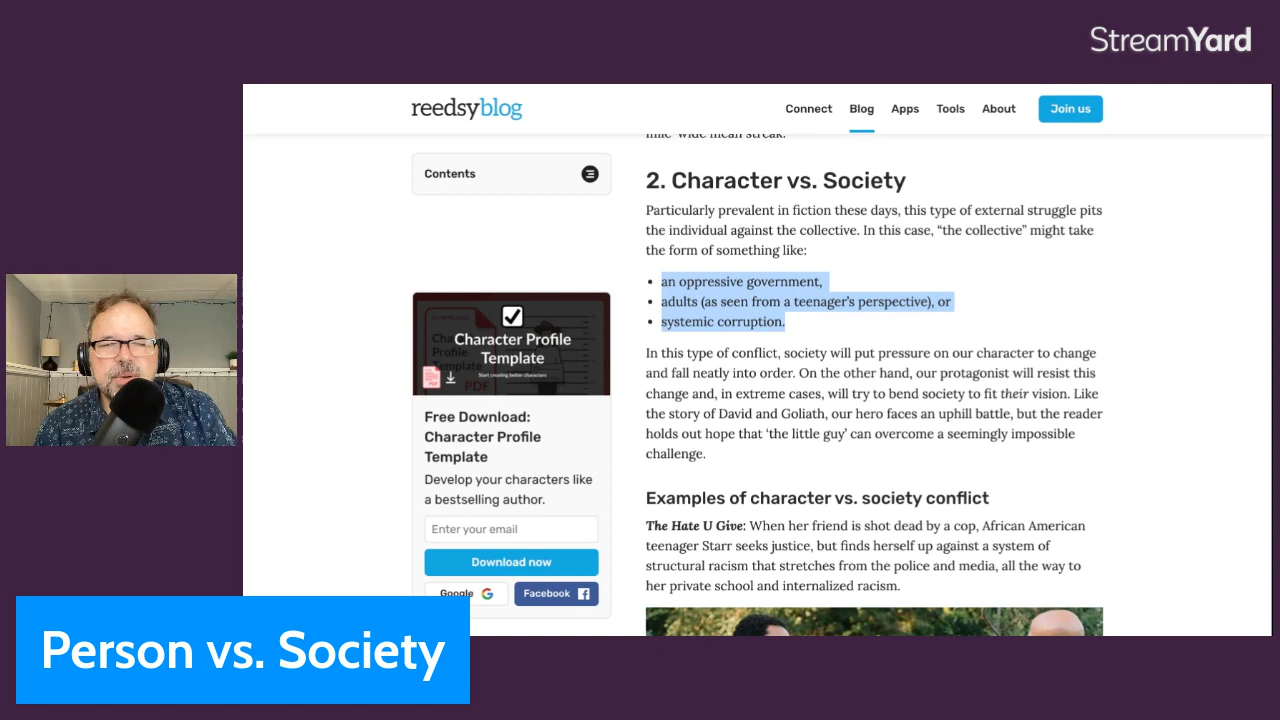 StreamYard
reedsyblog
Connect Blog Apps Tools About Join us
mile-wide mean streak.
Contents
2. Character vs. Society
Particularly prevalent in fiction these days, this type of external struggle pits
the individual against the collective. In this case, “the collective” might take
the form of something like:
• an oppressive government,
• adults (as seen from a teenager’s perspective), or
• systemic corruption.
In this type of conflict, society will put pressure on our character to change
and fall neatly into order. On the other hand, our protagonist will resist this
change and, in extreme cases, will try to bend society to fit their vision. Like
the story of David and Goliath, our hero faces an uphill battle, but the reader
holds out hope that ‘the little guy’ can overcome a seemingly impossible
challenge.
Examples of character vs. society conflict
The Hate U Give: When her friend is shot dead by a cop, African American
teenager Starr seeks justice, but finds herself up against a system of
structural racism that stretches from the police and media, all the way to
her private school and internalized racism.
Character Profile
Template
Start creating better characters
PDF
Free Download:
Character Profile
Template
Develop your characters like
a bestselling author.
Enter your email
Download now
Google Facebook
Person vs. Society